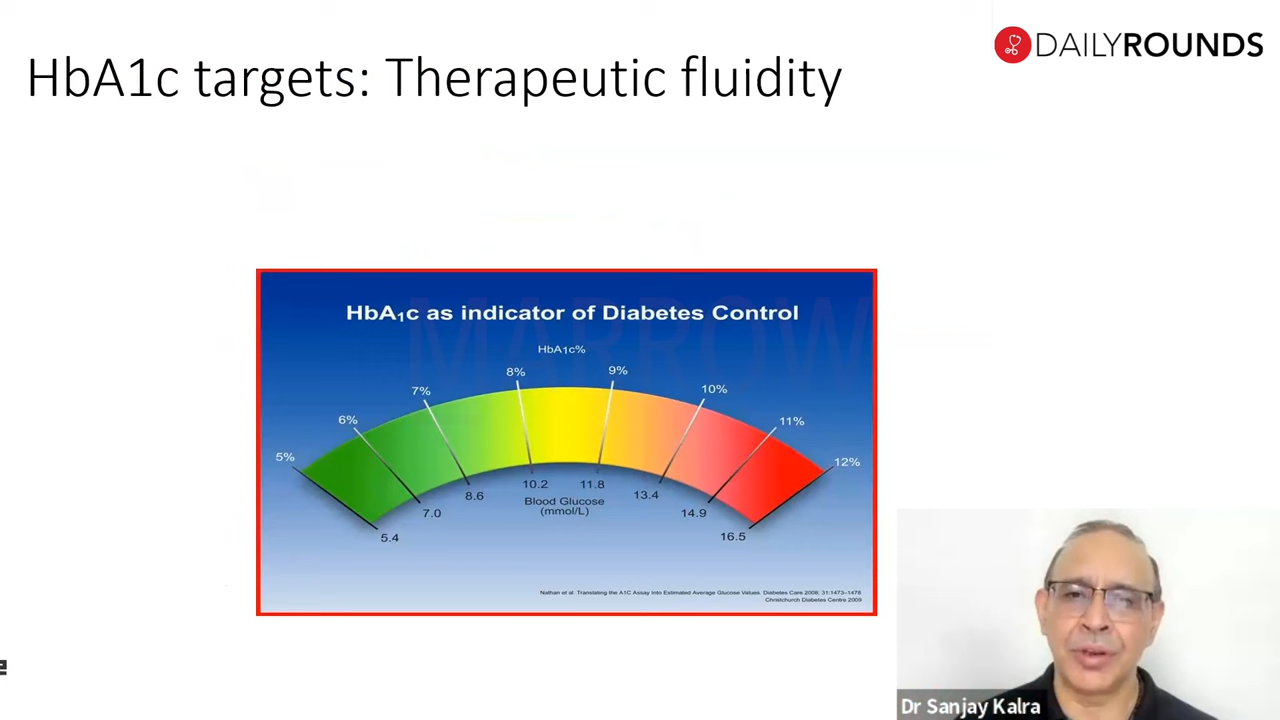 DAILYROUNDS
HbA1c targets: Therapeutic fluidity
MARROW
HbA1c as indicator of Diabetes Control
HbA1c%
5%
6%
7%
8%
9%
10%
11%
12%
5.4
7.0
8.6
10.2
11.8
13.4
14.9
16.5
Blood Glucose
(mmol/L)
Nathan et al. Translating the A1C Assay Into Estimated Average Glucose Values. Diabetes Care 2008; 31:1473–1478
Christchurch Diabetes Centre 2009
Dr Sanjay Kalra